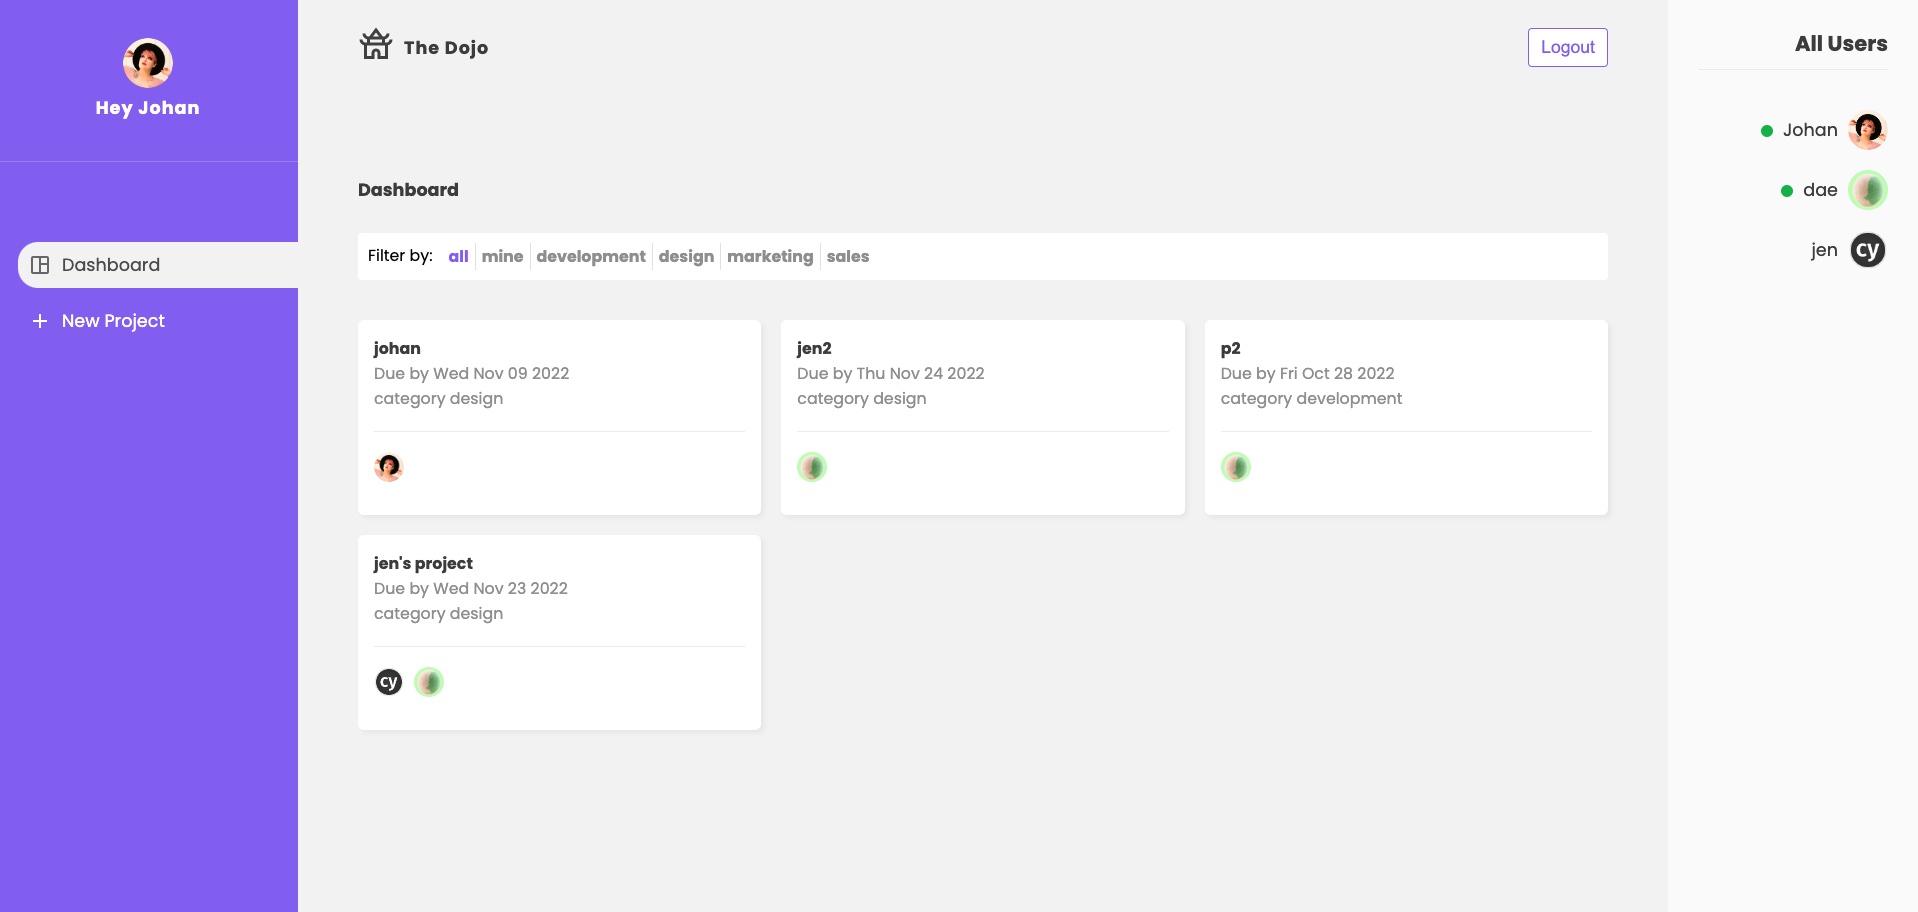 Hey Johan
Dashboard
New Project
The Dojo
Logout
Dashboard
Filter by: all mine development design marketing sales
johan
Due by Wed Nov 09 2022
category design
jen2
Due by Thu Nov 24 2022
category design
p2
Due by Fri Oct 28 2022
category development
jen's project
Due by Wed Nov 23 2022
category design
cy
All Users
Johan
dae
jen cy